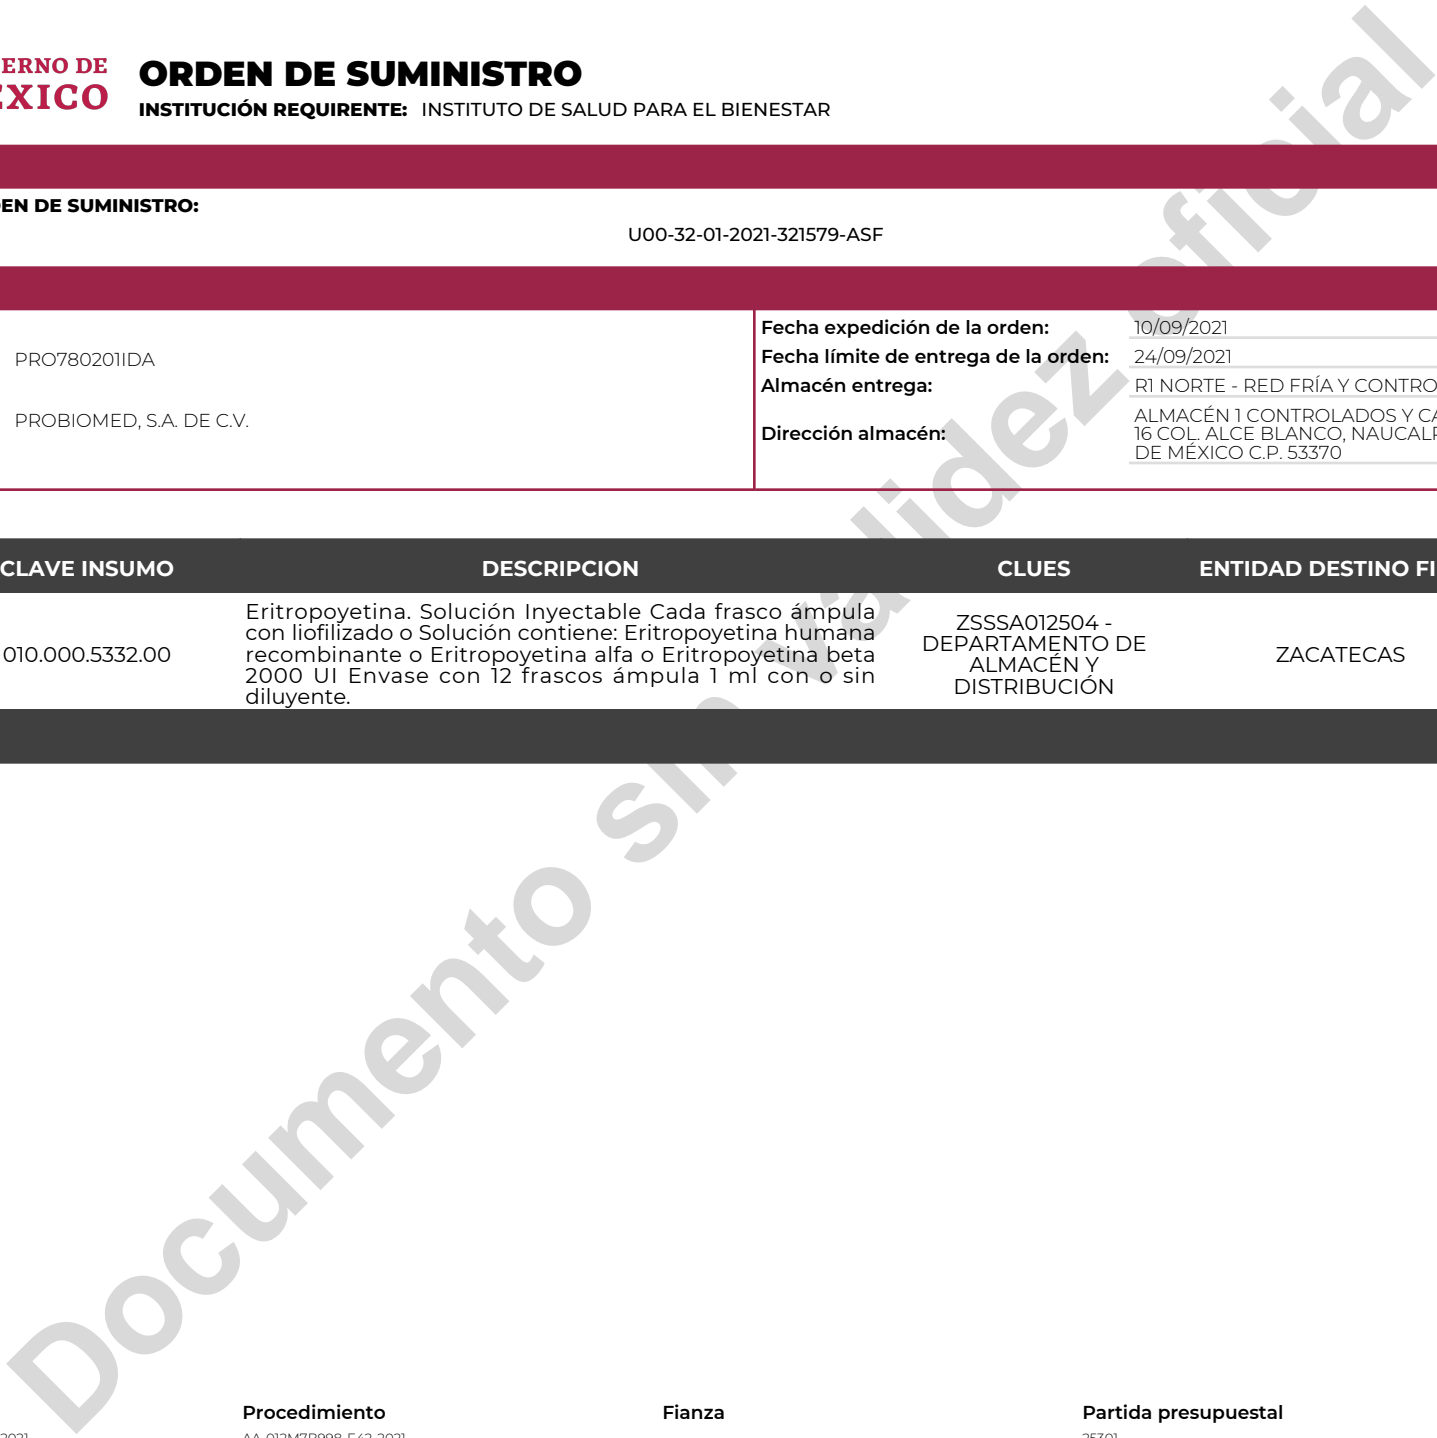 ERNO DE
ÉXICO
ORDEN DE SUMINISTRO
INSTITUCIÓN REQUIRENTE: INSTITUTO DE SALUD PARA EL BIENESTAR
EN DE SUMINISTRO:
U00-32-01-2021-321579-ASF
PRO780201IDA
PROBIOMED, S.A. DE C.V.
Fecha expedición de la orden: 10/09/2021
Fecha límite de entrega de la orden: 24/09/2021
Almacén entrega: R1 NORTE - RED FRÍA Y CONTRO
Dirección almacén:
ALMACÉN 1 CONTROLADOS Y CA
16 COL. ALCE BLANCO, NAUCALP
DE MÉXICO C.P. 53370
CLAVE INSUMO DESCRIPCION CLUES ENTIDAD DESTINO FI
010.000.5332.00
Eritropoyetina. Solución Inyectable Cada frasco ámpula
con liofilizado o Solución contiene: Eritropoyetina humana
recombinante o Eritropoyetina alfa o Eritropoyetina beta
2000 UI Envase con 12 frascos ámpula 1 ml con o sin
diluyente.
ZSSSA012504 -
DEPARTAMENTO DE
ALMACÉN Y
DISTRIBUCIÓN
ZACATECAS
Documento sin validez oficial
Procedimiento Fianza Partida presupuestal